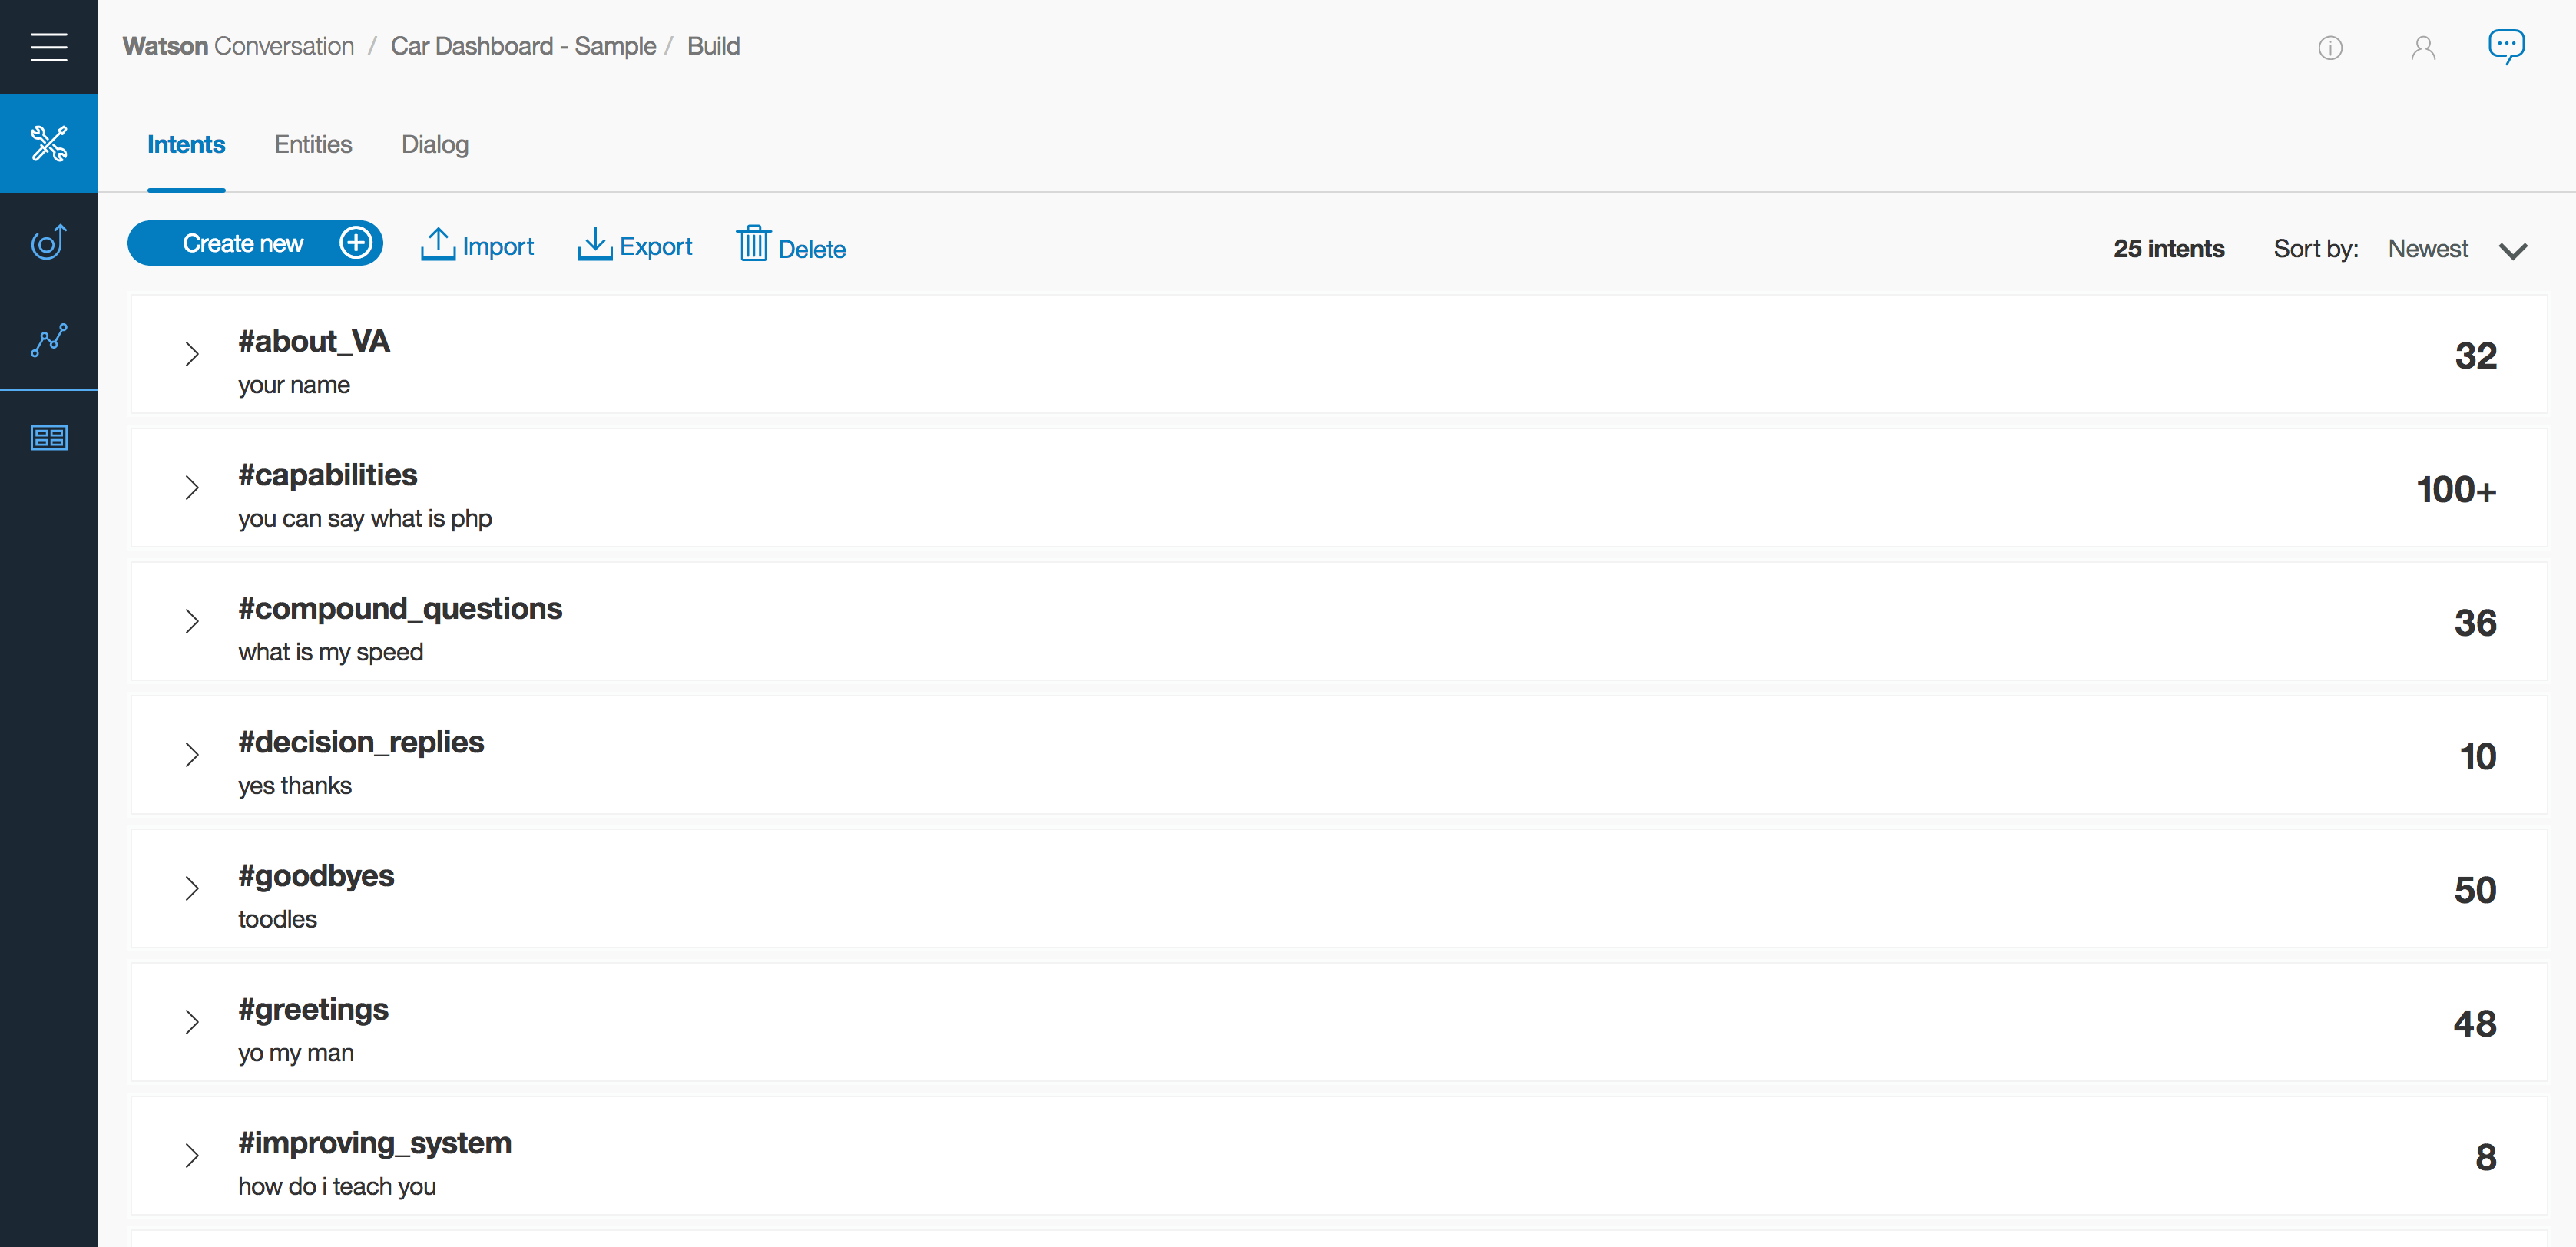 Watson Conversation / Car Dashboard - Sample / Build
Intents Entities Dialog
Create new Import Export Delete 25 intents Sort by: Newest
#about_VA
your name
32
#capabilities
you can say what is php
100+
#compound_questions
what is my speed
36
#decision_replies
yes thanks
10
#goodbyes
toodles
50
#greetings
yo my man
48
#improving_system
how do i teach you
8